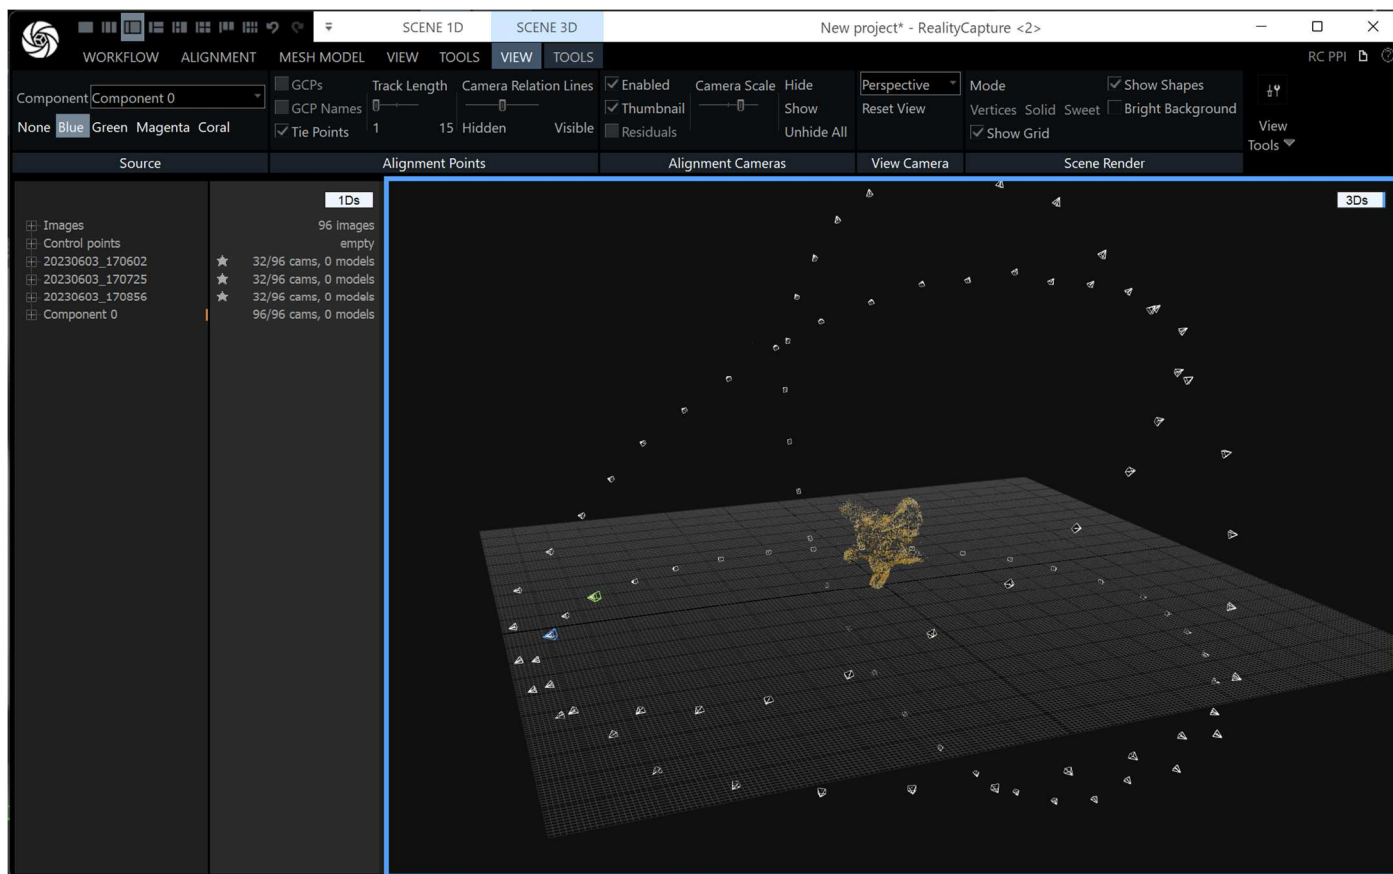 SCENE 1D SCENE 3D New project* - RealityCapture <2>
WORKFLOW ALIGNMENT MESH MODEL VIEW TOOLS VIEW TOOLS RC PPI
Component Component 0
None Blue Green Magenta Coral
Source
GCPs
GCP Names
Tie Points
Track Length
1 15
Camera Relation Lines
Hidden Visible
Alignment Points
Enabled
Thumbnail
Residuals
Camera Scale
Hide
Show
Unhide All
Alignment Cameras
Perspective
Reset View
View Camera
Mode
Vertices Solid Sweet
Show Grid
Show Shapes
Bright Background
Scene Render
View
Tools
1Ds
Images 96 images
Control points empty
20230603_170602 32/96 cams, 0 models
20230603_170725 32/96 cams, 0 models
20230603_170856 32/96 cams, 0 models
Component 0 96/96 cams, 0 models
3Ds